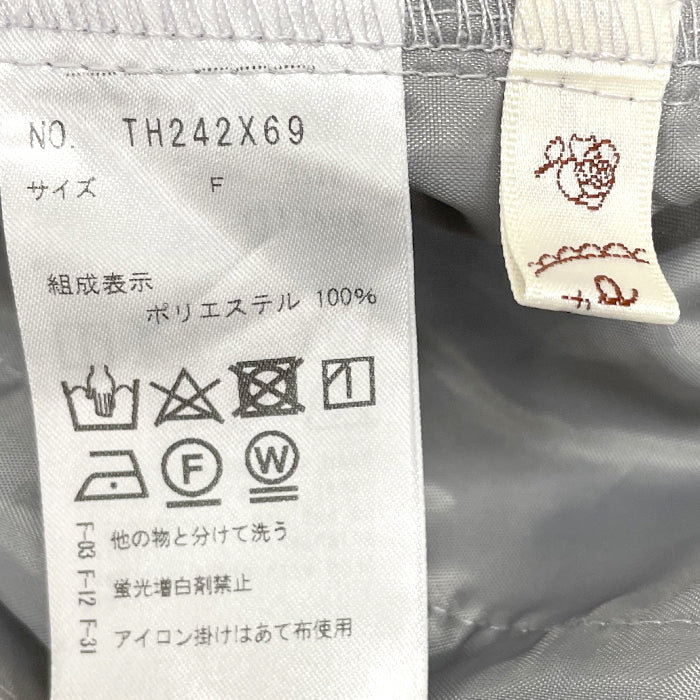 NO. TH242X69
サイズ F
組成表示
ポリエステル 100%
F
W
F-03 他の物と分けて洗う
F-12 蛍光増白剤禁止
F-31 アイロン掛けはあて布使用